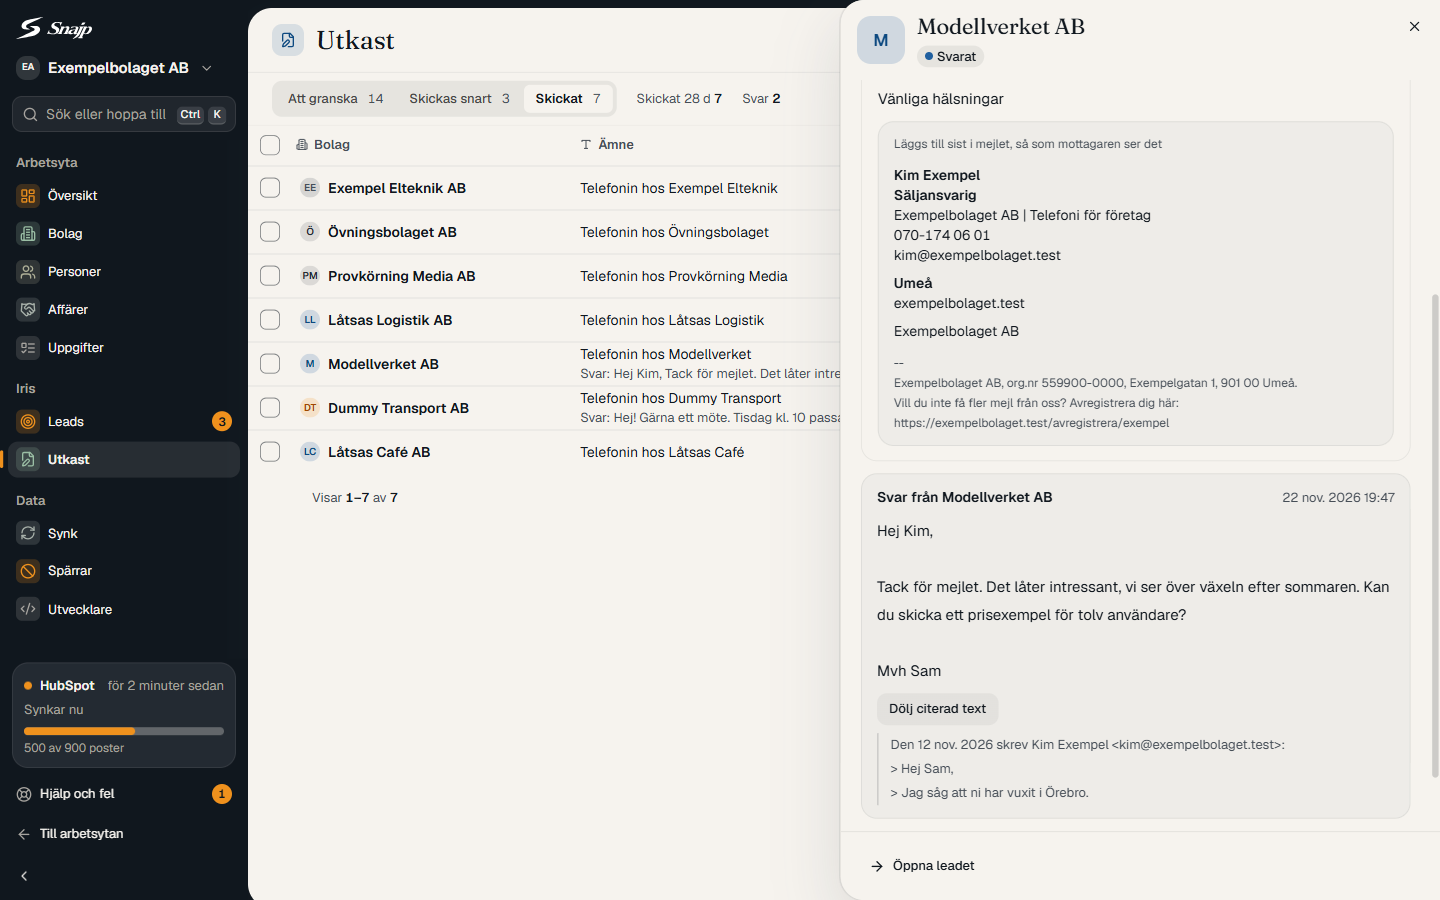 Snajp
EA Exempelbolaget AB
Sök eller hoppa till Ctrl K
Arbetsyta
Översikt
Bolag
Personer
Affärer
Uppgifter
Iris
Leads 3
Utkast
Data
Synk
Spärrar
Utvecklare
HubSpot för 2 minuter sedan
Synkar nu
500 av 900 poster
Hjälp och fel 1
Till arbetsytan
Utkast
Att granska 14 Skickas snart 3 Skickat 7 Skickat 28 d 7 Svar 2
Bolag Ämne
EE Exempel Elteknik AB Telefonin hos Exempel Elteknik
Ö Övningsbolaget AB Telefonin hos Övningsbolaget
PM Provkörning Media AB Telefonin hos Provkörning Media
LL Låtsas Logistik AB Telefonin hos Låtsas Logistik
M Modellverket AB Telefonin hos Modellverket
Svar: Hej Kim, Tack för mejlet. Det låter intre
DT Dummy Transport AB Telefonin hos Dummy Transport
Svar: Hej! Gärna ett möte. Tisdag kl. 10 passa
LC Låtsas Café AB Telefonin hos Låtsas Café
Visar 1–7 av 7
M Modellverket AB
Svarat
Vänliga hälsningar
Läggs till sist i mejlet, så som mottagaren ser det
Kim Exempel
Säljansvarig
Exempelbolaget AB | Telefoni för företag
070-174 06 01
kim@exempelbolaget.test
Umeå
exempelbolaget.test
Exempelbolaget AB
--
Exempelbolaget AB, org.nr 559900-0000, Exempelgatan 1, 901 00 Umeå.
Vill du inte få fler mejl från oss? Avregistrera dig här:
https://exempelbolaget.test/avregistrera/exempel
Svar från Modellverket AB 22 nov. 2026 19:47
Hej Kim,
Tack för mejlet. Det låter intressant, vi ser över växeln efter sommaren. Kan
du skicka ett prisexempel för tolv användare?
Mvh Sam
Dölj citerad text
Den 12 nov. 2026 skrev Kim Exempel <kim@exempelbolaget.test>:
> Hej Sam,
> Jag såg att ni har vuxit i Örebro.
Öppna leadet